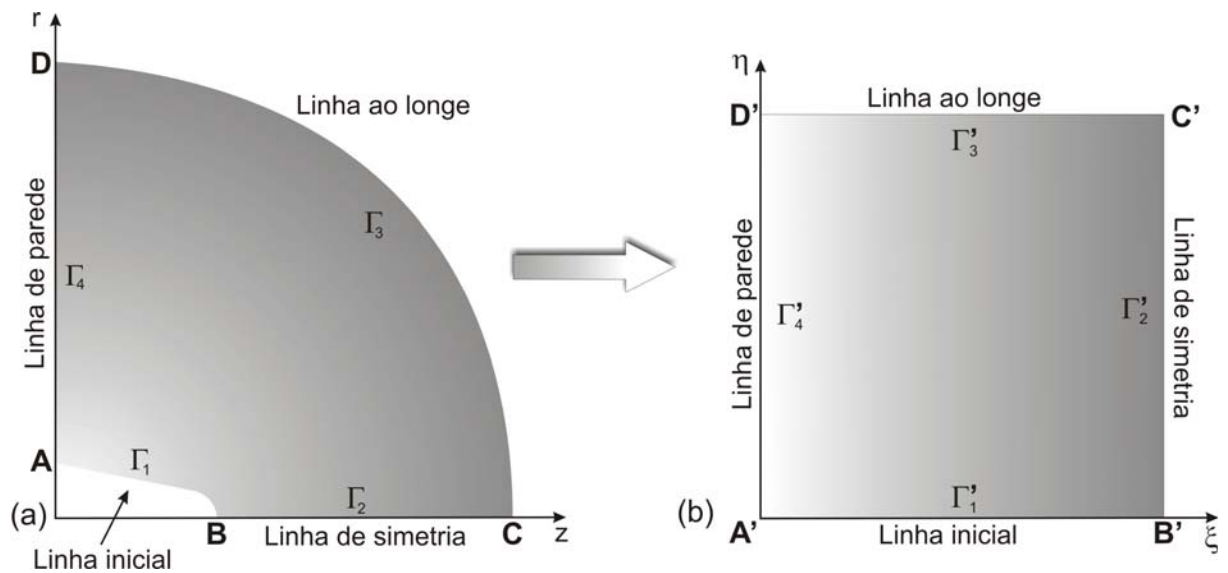 r
D
Linha ao longe
Linha de parede
Γ3
Γ4
A
Γ1
Γ2
(a)
B
Linha de simetria
C
z
Linha inicial
η
Linha ao longe
D’
C’
Γ’3
Linha de parede
Γ’4
Γ’2
Linha de simetria
Γ’1
(b)
A’
Linha inicial
B’
ξ